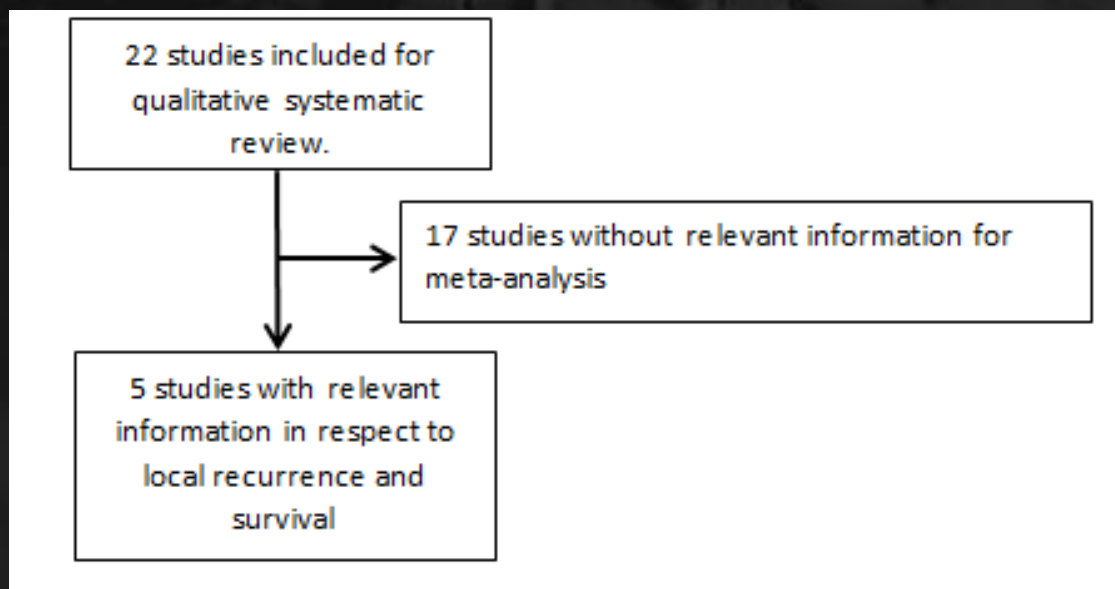 22 studies included for
qualitative systematic
review.
17 studies without relevant information for
meta-analysis
5 studies with relevant
information in respect to
local recurrence and
survival